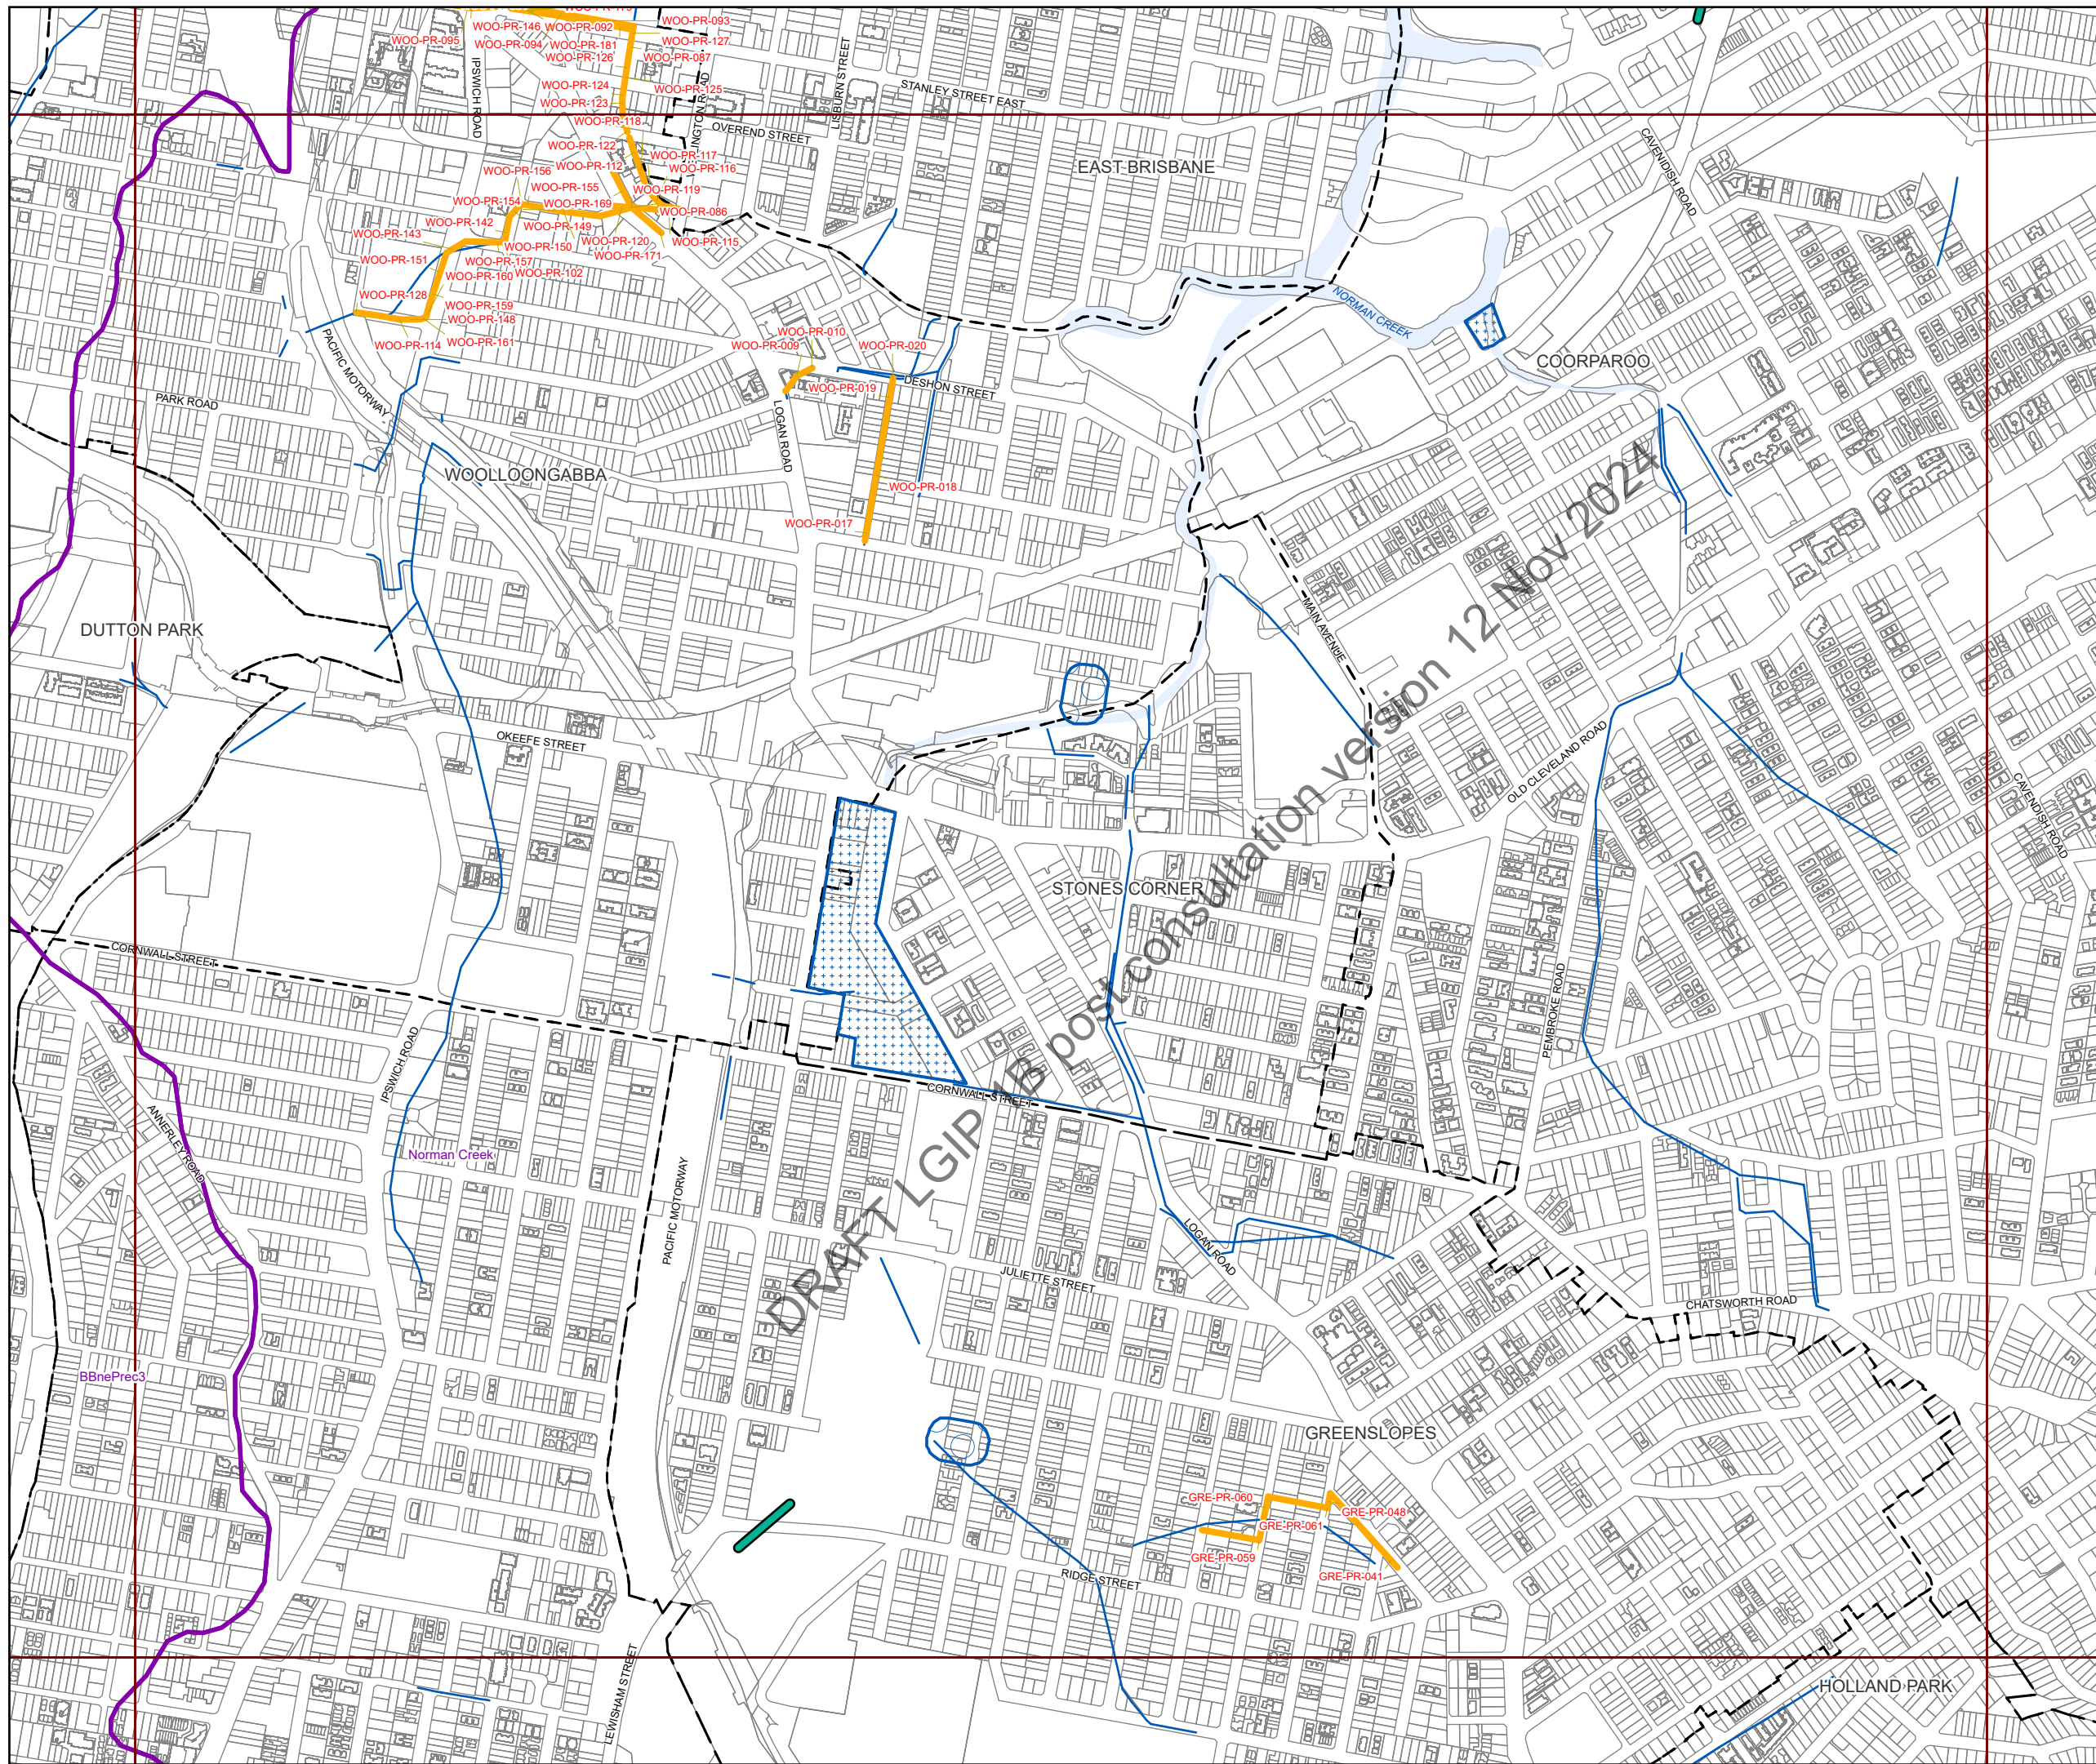 WOO-PR-146
WOO-PR-092
WOO-PR-093
WOO-PR-095
WOO-PR-094
WOO-PR-181
WOO-PR-127
WOO-PR-126
WOO-PR-087
WOO-PR-124
WOO-PR-125
WOO-PR-123
WOO-PR-118
IPSWICH ROAD
LISBURN STREET
STANLEY STREET EAST
OVEREND STREET
INGTON ROAD
WOO-PR-122
WOO-PR-117
WOO-PR-156
WOO-PR-112
WOO-PR-116
EAST BRISBANE
CAVENDISH ROAD
WOO-PR-155
WOO-PR-119
WOO-PR-154
WOO-PR-169
WOO-PR-086
WOO-PR-142
WOO-PR-149
WOO-PR-143
WOO-PR-120
WOO-PR-115
WOO-PR-150
WOO-PR-171
WOO-PR-151
WOO-PR-157
WOO-PR-160
WOO-PR-102
WOO-PR-128
WOO-PR-159
WOO-PR-148
NORMAN CREEK
WOO-PR-114
WOO-PR-161
WOO-PR-010
WOO-PR-009
WOO-PR-020
PACIFIC MOTORWAY
COORPAROO
WOO-PR-019
DESHON STREET
PARK ROAD
LOGAN ROAD
WOOLLOONGABBA
WOO-PR-018
WOO-PR-017
DUTTON PARK
MAIN AVENUE
OKEEFE STREET
OLD CLEVELAND ROAD
CAVENDISH ROAD
STONES CORNER
CORNWALL STREET
IPSWICH ROAD
PEMBROKE ROAD
CORNWALL STREET
ANNERLEY ROAD
Norman Creek
PACIFIC MOTORWAY
LOGAN ROAD
JULIETTE STREET
CHATSWORTH ROAD
BBnePrec3
GREENSLOPES
GRE-PR-060
GRE-PR-048
GRE-PR-061
GRE-PR-059
RIDGE STREET
GRE-PR-041
LEWISHAM STREET
HOLLAND PARK
DRAFT LGIP 4B postconsultation version 12 Nov 2024